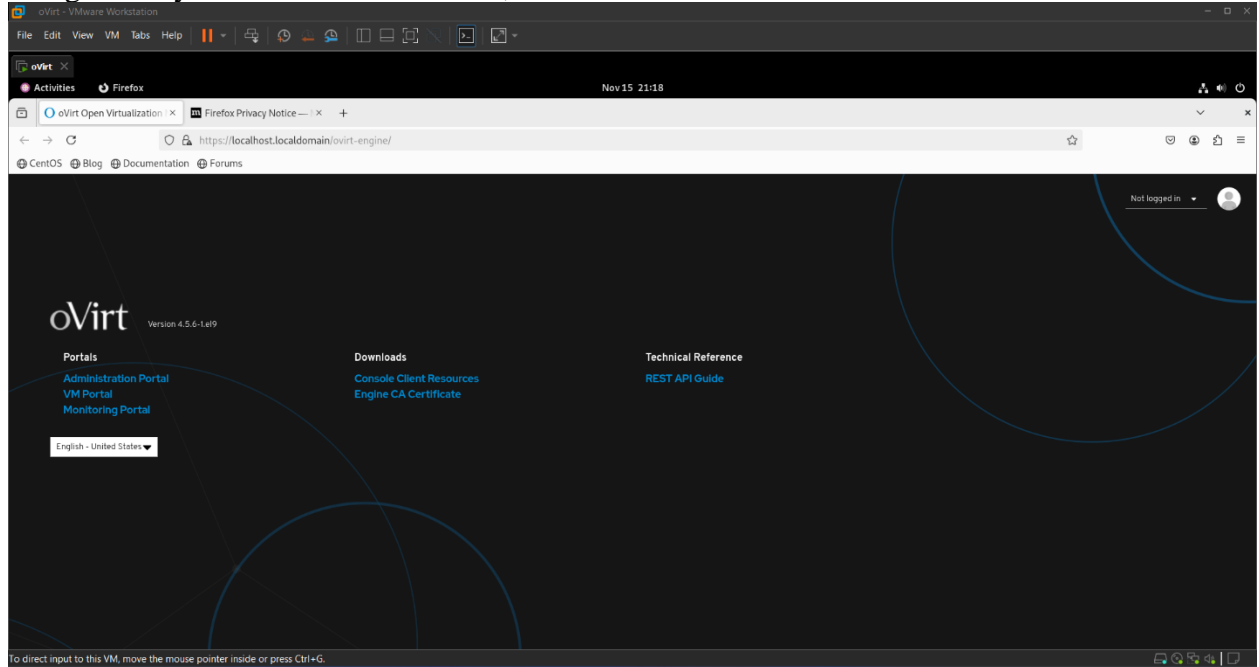 oVirt - VMware Workstation
File Edit View VM Tabs Help
oVirt
Activities Firefox Nov 15 21:18
oVirt Open Virtualization Firefox Privacy Notice —
https://localhost.localdomain/ovirt-engine/
CentOS Blog Documentation Forums
Not logged in
oVirt Version 4.5.6-1.el9
Portals
Administration Portal
VM Portal
Monitoring Portal
Downloads
Console Client Resources
Engine CA Certificate
Technical Reference
REST API Guide
English - United States
To direct input to this VM, move the mouse pointer inside or press Ctrl+G.